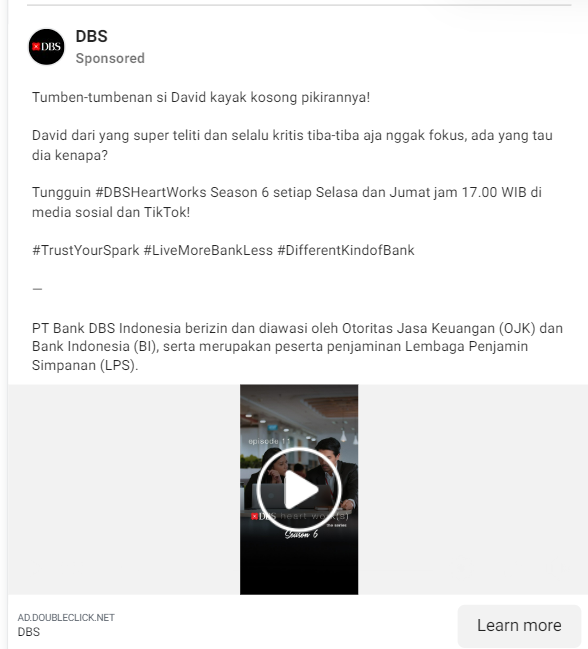 DBS
DBS
Sponsored
Tumben-tumbenan si David kayak kosong pikirannya!
David dari yang super teliti dan selalu kritis tiba-tiba aja nggak fokus, ada yang tau
dia kenapa?
Tungguin #DBSHeartWorks Season 6 setiap Selasa dan Jumat jam 17.00 WIB di
media sosial dan TikTok!
#TrustYourSpark #LiveMoreBankLess #DifferentKindofBank
—
PT Bank DBS Indonesia berizin dan diawasi oleh Otoritas Jasa Keuangan (OJK) dan
Bank Indonesia (BI), serta merupakan peserta penjaminan Lembaga Penjamin
Simpanan (LPS).
episode 11
DBS heart work(s)
the series
Season 6
AD.DOUBLECLICK.NET
DBS
Learn more